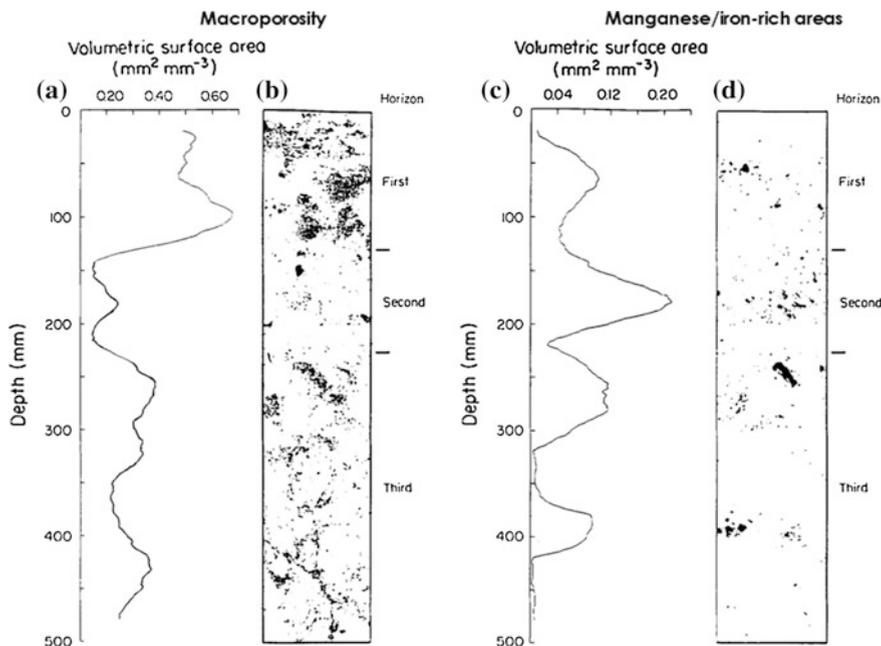 Macroporosity
Volumetric surface area
(mm² mm⁻³)
(a) 0.20 0.40 0.60 (b)
Horizon
0
100
200
300
400
500
Depth (mm)
First
Second
Third
Manganese/iron-rich areas
Volumetric surface area
(mm² mm⁻³)
(c) 0.04 0.12 0.20 (d)
Horizon
0
100
200
300
400
500
Depth (mm)
First
Second
Third